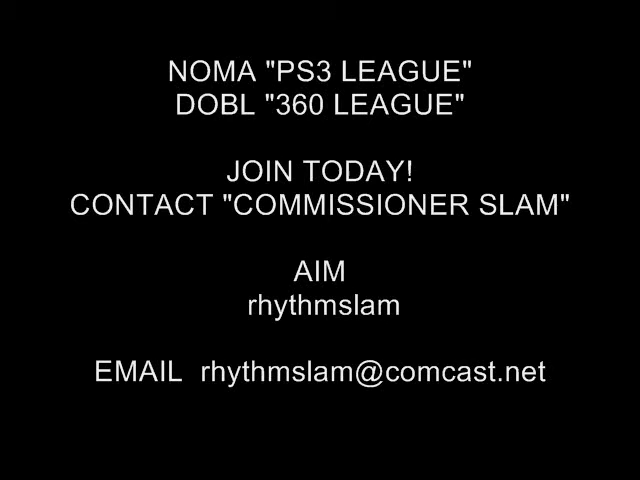 NOMA "PS3 LEAGUE"
DOBL "360 LEAGUE"
JOIN TODAY!
CONTACT "COMMISSIONER SLAM"
AIM
rhythmslam
EMAIL  rhythmslam@comcast.net